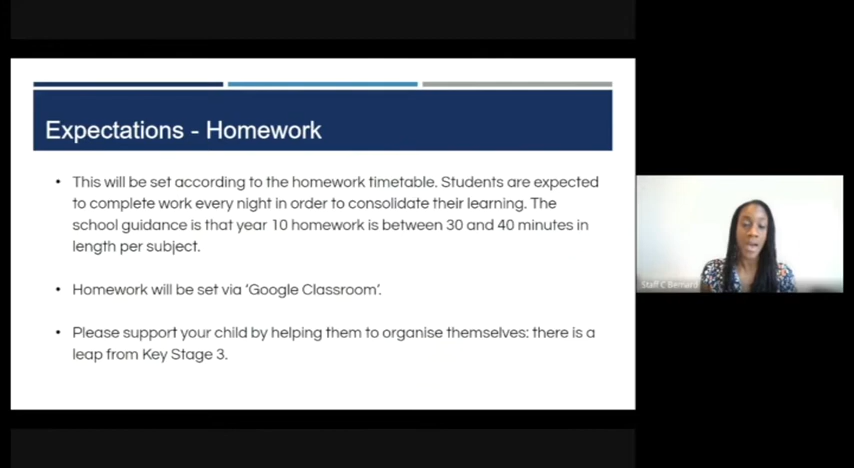 Expectations - Homework
• This will be set according to the homework timetable. Students are expected
to complete work every night in order to consolidate their learning. The
school guidance is that year 10 homework is between 30 and 40 minutes in
length per subject.
• Homework will be set via ‘Google Classroom’.
• Please support your child by helping them to organise themselves: there is a
leap from Key Stage 3.
Staff C Bernard